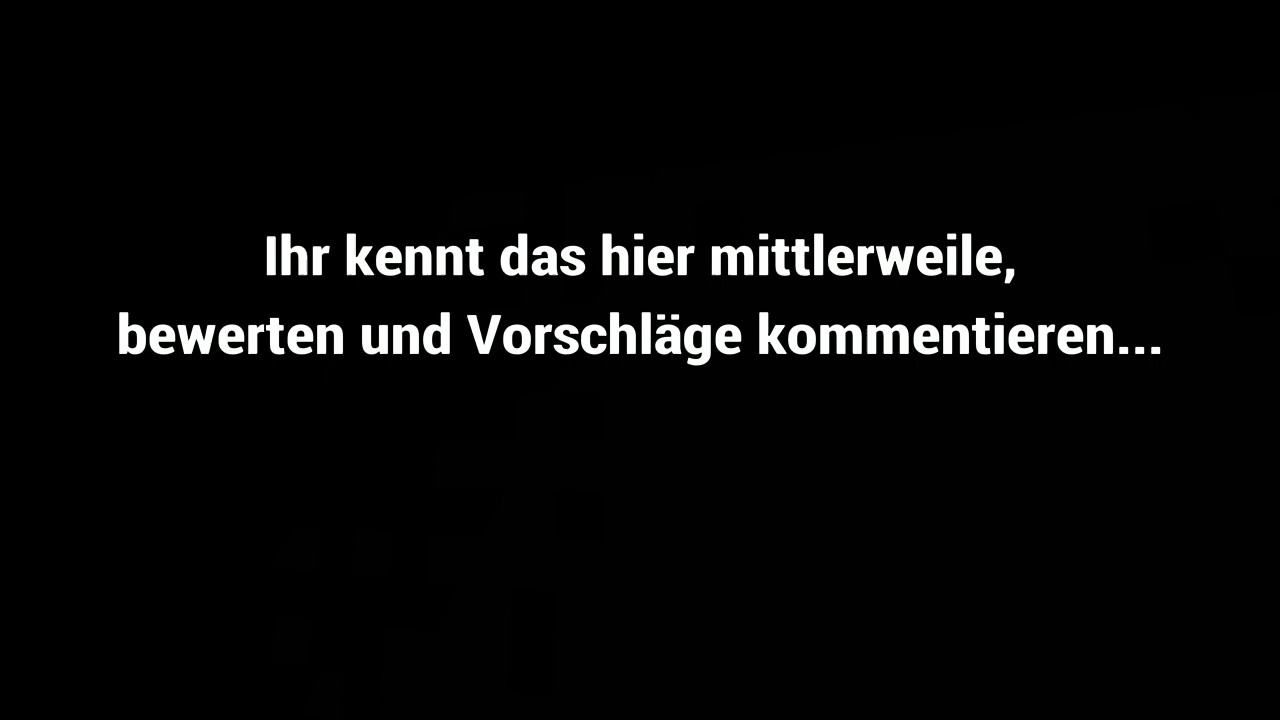 Ihr kennt das hier mittlerweile,
bewerten und Vorschläge kommentieren...